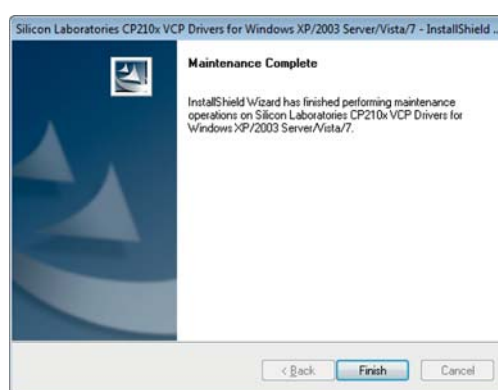 Silicon Laboratories CP210x VCP Drivers for Windows XP/2003 Server/Vista/7 - InstallShield ...
Maintenance Complete
InstallShield Wizard has finished performing maintenance
operations on Silicon Laboratories CP210x VCP Drivers for
Windows XP/2003 Server/Vista/7.
< Back
Finish
Cancel